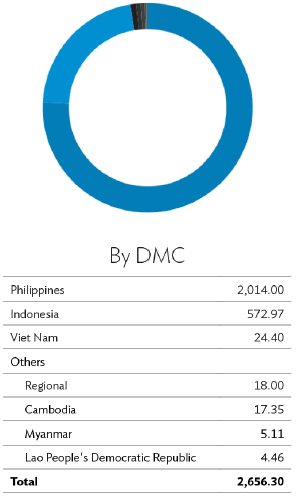 By DMC
Philippines 2,014.00
Indonesia 572.97
Viet Nam 24.40
Others
Regional 18.00
Cambodia 17.35
Myanmar 5.11
Lao People's Democratic Republic 4.46
Total 2,656.30